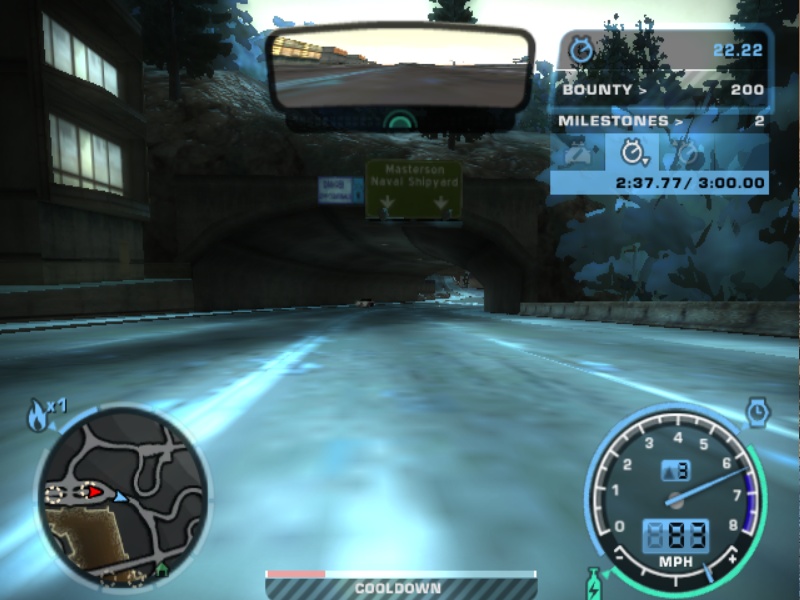 22.22
BOUNTY > 200
MILESTONES > 2
2:37.77/ 3:00.00
Masterson
Naval Shipyard
x1
0 1 2 3 4 5 6 7 8
3
83
MPH
COOLDOWN